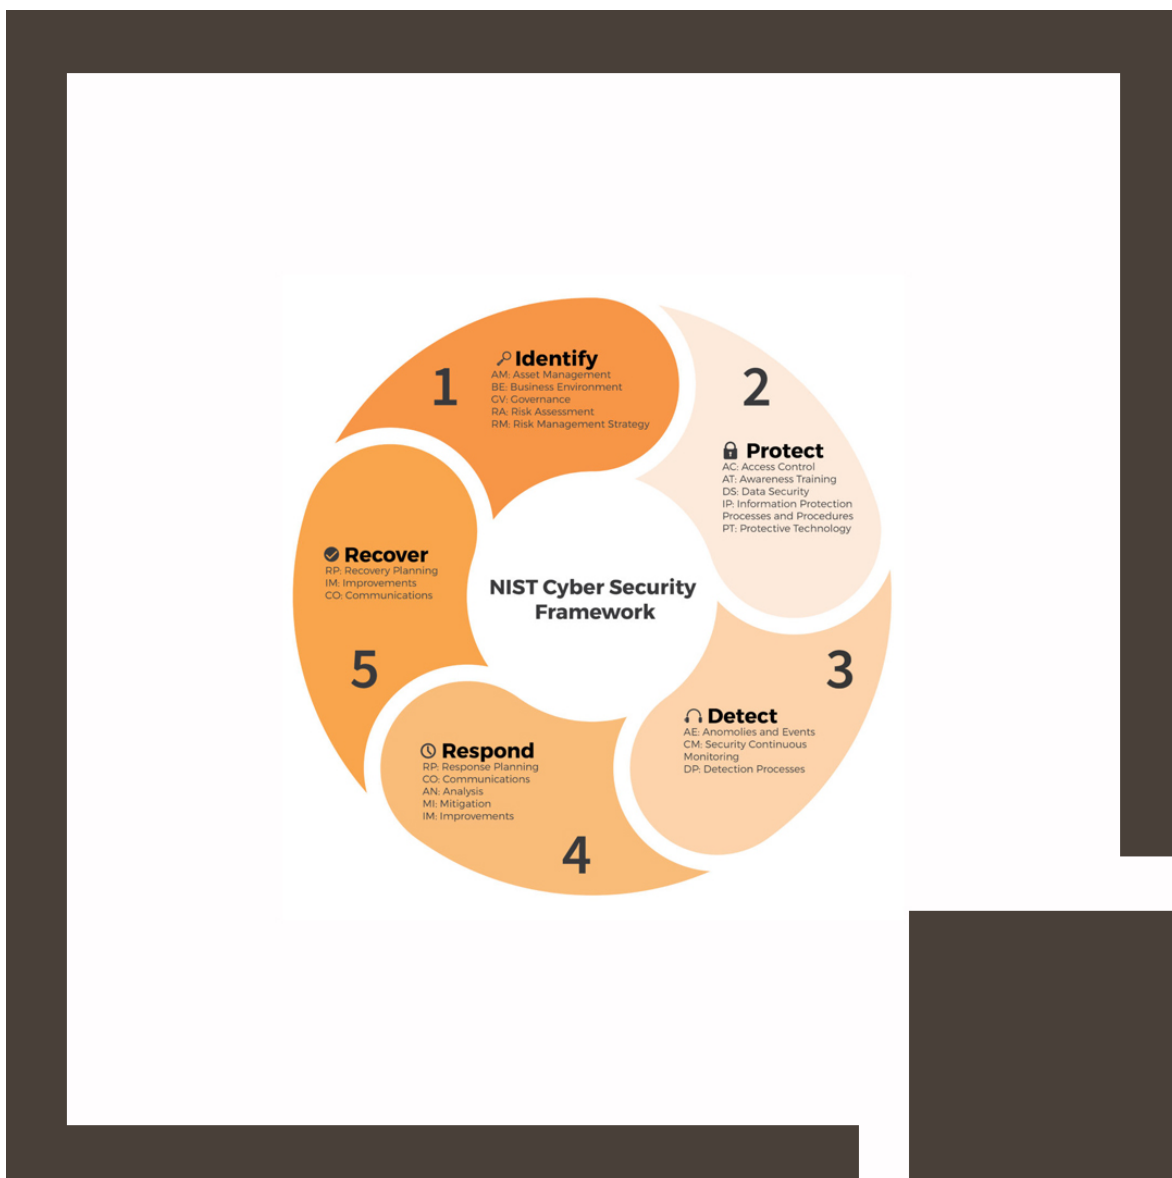 1
Identify
AM: Asset Management
BE: Business Environment
GV: Governance
RA: Risk Assessment
RM: Risk Management Strategy
2
Protect
AC: Access Control
AT: Awareness Training
DS: Data Security
IP: Information Protection
Processes and Procedures
PT: Protective Technology
3
Detect
AE: Anomolies and Events
CM: Security Continuous
Monitoring
DP: Detection Processes
4
Respond
RP: Response Planning
CO: Communications
AN: Analysis
MI: Mitigation
IM: Improvements
5
Recover
RP: Recovery Planning
IM: Improvements
CO: Communications
NIST Cyber Security
Framework